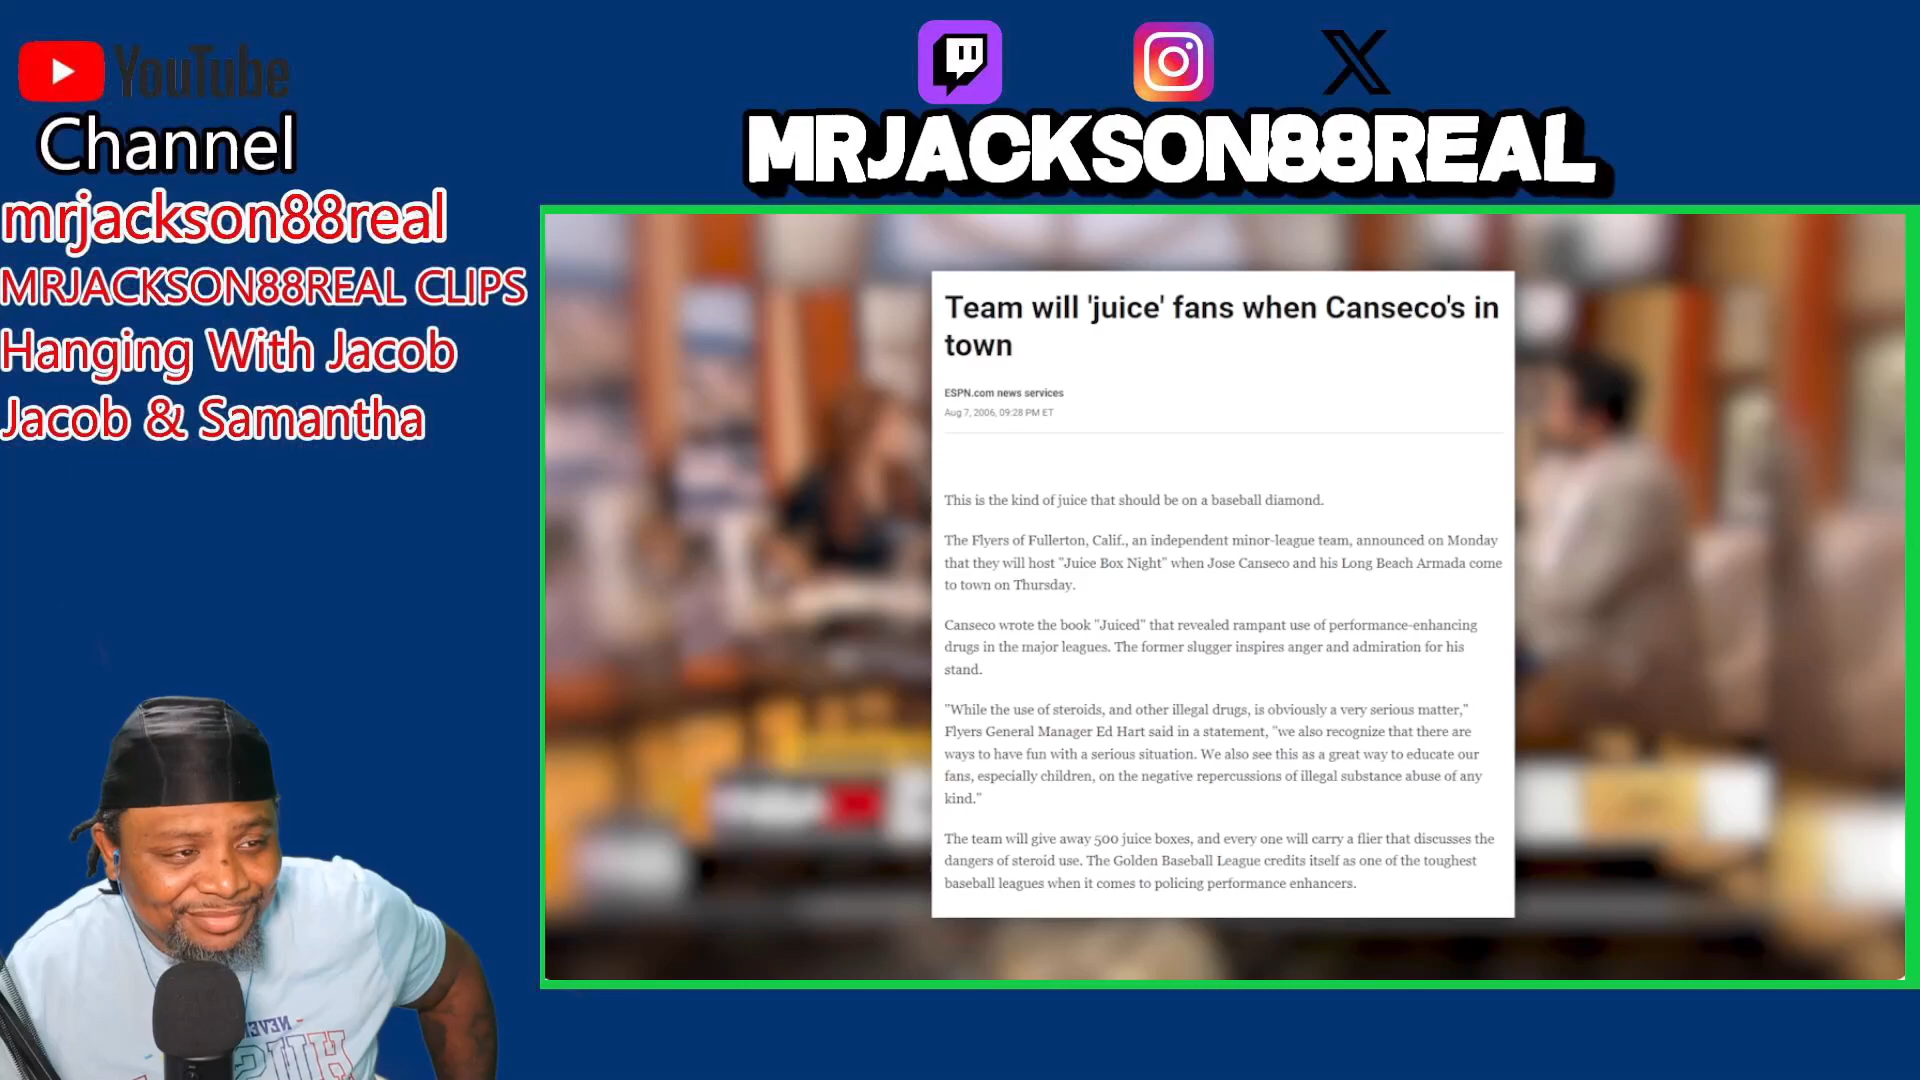 YouTube
Channel
mrjackson88real
MRJACKSON88REAL CLIPS
Hanging With Jacob
Jacob & Samantha
MRJACKSON88REAL
Team will 'juice' fans when Canseco's in
town
ESPN.com news services
Aug 7, 2006, 09:28 PM ET
This is the kind of juice that should be on a baseball diamond.
The Flyers of Fullerton, Calif., an independent minor-league team, announced on Monday
that they will host "Juice Box Night" when Jose Canseco and his Long Beach Armada come
to town on Thursday.
Canseco wrote the book "Juiced" that revealed rampant use of performance-enhancing
drugs in the major leagues. The former slugger inspires anger and admiration for his
stand.
"While the use of steroids, and other illegal drugs, is obviously a very serious matter,"
Flyers General Manager Ed Hart said in a statement, "we also recognize that there are
ways to have fun with a serious situation. We also see this as a great way to educate our
fans, especially children, on the negative repercussions of illegal substance abuse of any
kind."
The team will give away 500 juice boxes, and every one will carry a flier that discusses the
dangers of steroid use. The Golden Baseball League credits itself as one of the toughest
baseball leagues when it comes to policing performance enhancers.
NEVER